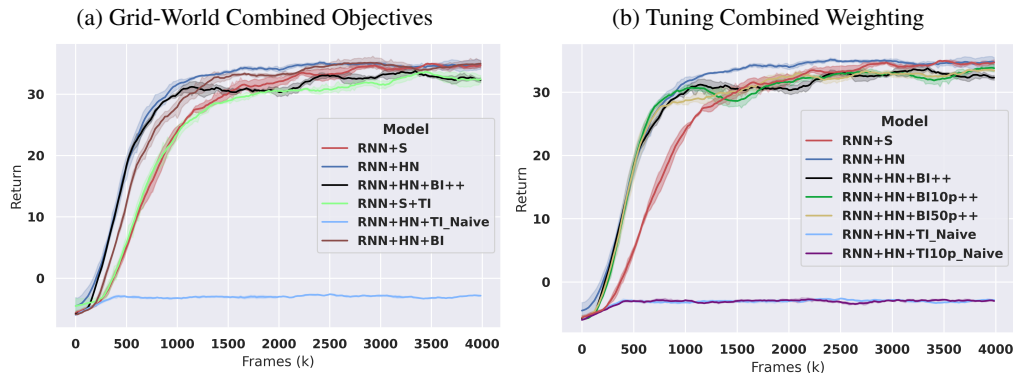 (a) Grid-World Combined Objectives
Return
30
20
10
0
0 500 1000 1500 2000 2500 3000 3500 4000
Frames (k)
Model
RNN+S
RNN+HN
RNN+HN+BI++
RNN+S+TI
RNN+HN+TI_Naive
RNN+HN+BI
(b) Tuning Combined Weighting
Return
30
20
10
0
0 500 1000 1500 2000 2500 3000 3500 4000
Frames (k)
Model
RNN+S
RNN+HN
RNN+HN+BI++
RNN+HN+BI10p++
RNN+HN+BI50p++
RNN+HN+TI_Naive
RNN+HN+TI10p_Naive